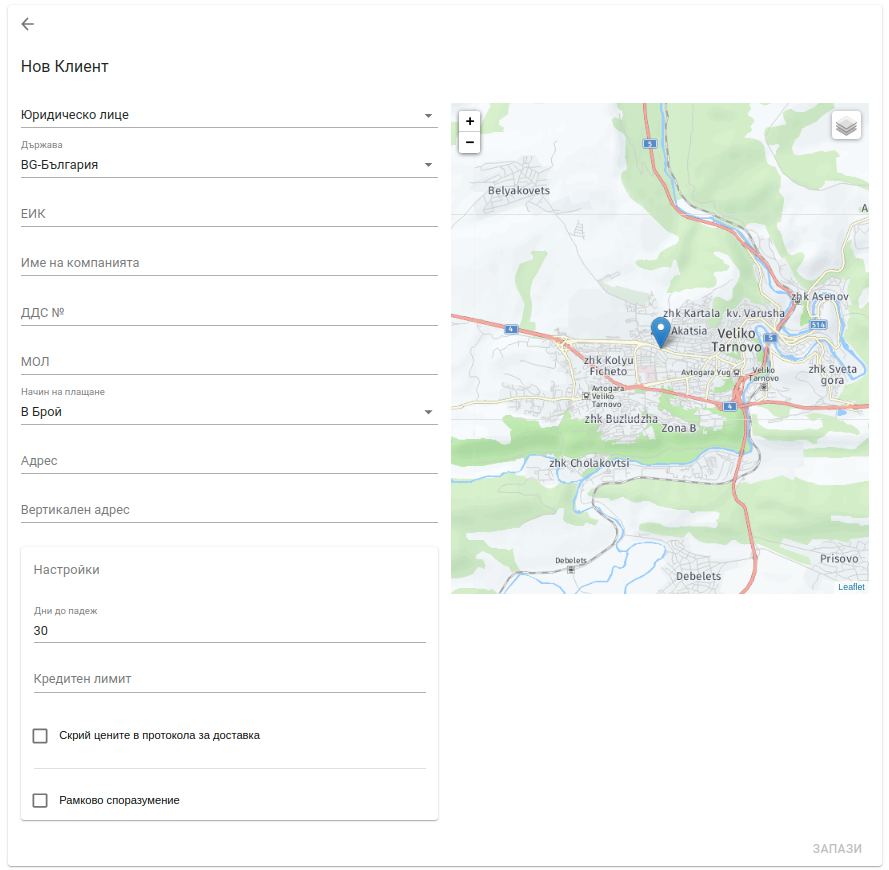 Нов Клиент
Юридическо лице
Държава
BG-България
ЕИК
Име на компанията
ДДС №
МОЛ
Начин на плащане
В Брой
Адрес
Вертикален адрес
Настройки
Дни до падеж
30
Кредитен лимит
Скрий цените в протокола за доставка
Рамково споразумение
+
−
5
Belyakovets
A
zhk Asenov
zhk Kartala
kv. Varusha
514
4
Akatsia
Veliko
Tarnovo
5
zhk Kolyu
Ficheto
Avtogara Yug
Veliko
Tarnovo
zhk Sveta
gora
Avtogara
Veliko
Tarnovo
4
zhk Buzludzha
Zona B
zhk Cholakovtsi
Debelets
Debelets
Prisovo
Leaflet
ЗАПАЗИ